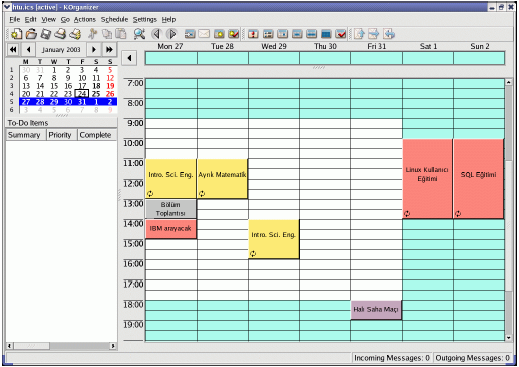 htu.ics [active] - KOrganizer
File Edit View Go Actions Schedule Settings Help
January 2003
M T W T F S S
1 30 31 1 2 3 4 5
2 6 7 8 9 10 11 12
3 13 14 15 16 17 18 19
4 20 21 22 23 24 25 26
5 27 28 29 30 31 1 2
6 3 4 5 6 7 8 9
To-Do Items
Summary Priority Complete
Mon 27 Tue 28 Wed 29 Thu 30 Fri 31 Sat 1 Sun 2
7:00
8:00
9:00
10:00
11:00
12:00
13:00
14:00
15:00
16:00
17:00
18:00
19:00
Intro. Sci. Eng.
Ayrık Matematik
Bölüm
Toplantısı
IBM arayacak
Intro. Sci. Eng.
Halı Saha Maçı
Linux Kullanıcı
Eğitimi
SQL Eğitimi
Incoming Messages: 0 Outgoing Messages: 0